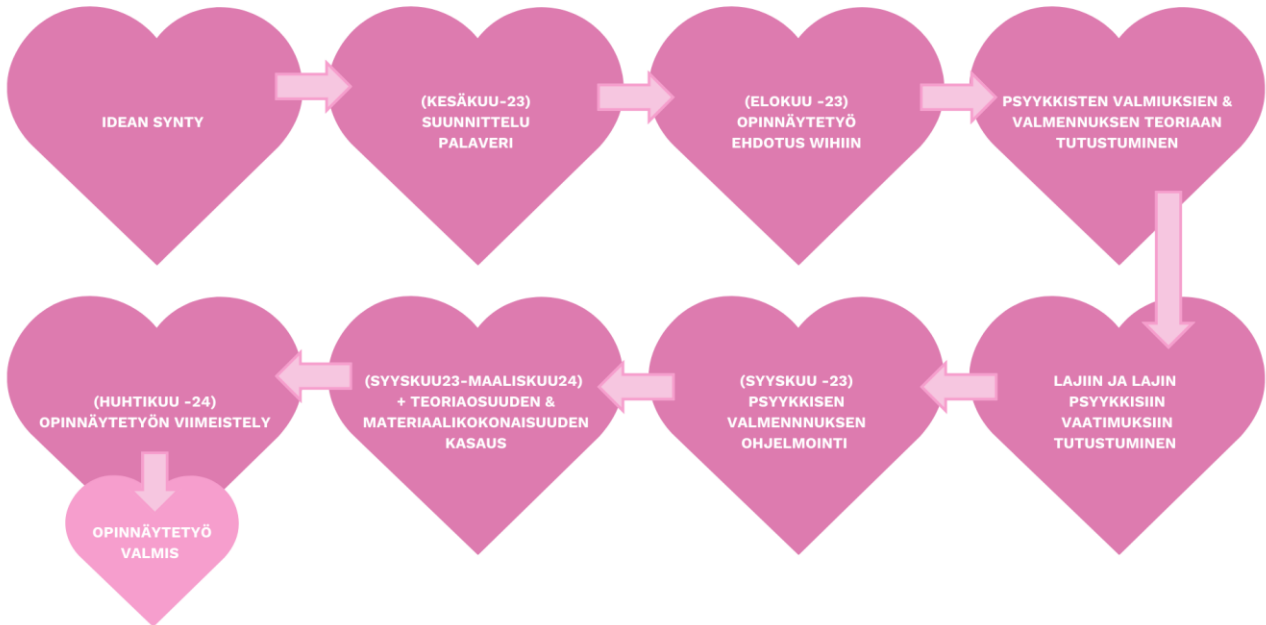 IDEAN SYNTY
(KESÄKUU-23)
SUUNNITTELU
PALAVERI
(ELOKUU -23)
OPINNÄYTETYÖ
EHDOTUS WIHIIN
PSYYKKISTEN VALMIUKSIEN &
VALMENNUKSEN TEORIAAN
TUTUSTUMINEN
LAJIIN JA LAJIN
PSYYKKISIIN
VAATIMUKSIIN
TUTUSTUMINEN
(SYYSKUU -23)
PSYYKKISEN
VALMENNNUKSEN
OHJELMOINTI
(SYYSKUU23-MAALISKUU24)
+ TEORIAOSUUDEN &
MATERIAALIKOKONAISUUDEN
KASAUS
(HUHTIKUU -24)
OPINNÄYTETYÖN VIIMEISTELY
OPINNÄYTETYÖ
VALMIS